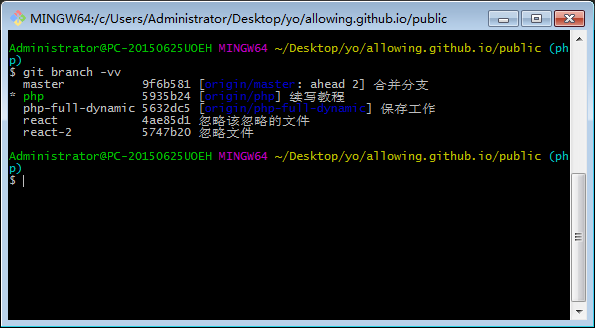 MINGW64:/c/Users/Administrator/Desktop/yo/allowing.github.io/public
Administrator@PC-20150625UOEH MINGW64 ~/Desktop/yo/allowing.github.io/public (ph
p)
$ git branch -vv
  master           9f6b581 [origin/master: ahead 2] 合并分支
* php              5935b24 [origin/php] 续写教程
  php-full-dynamic 5632dc5 [origin/php-full-dynamic] 保存工作
  react            4ae85d1 忽略该忽略的文件
  react-2          5747b20 忽略文件
Administrator@PC-20150625UOEH MINGW64 ~/Desktop/yo/allowing.github.io/public (ph
p)
$